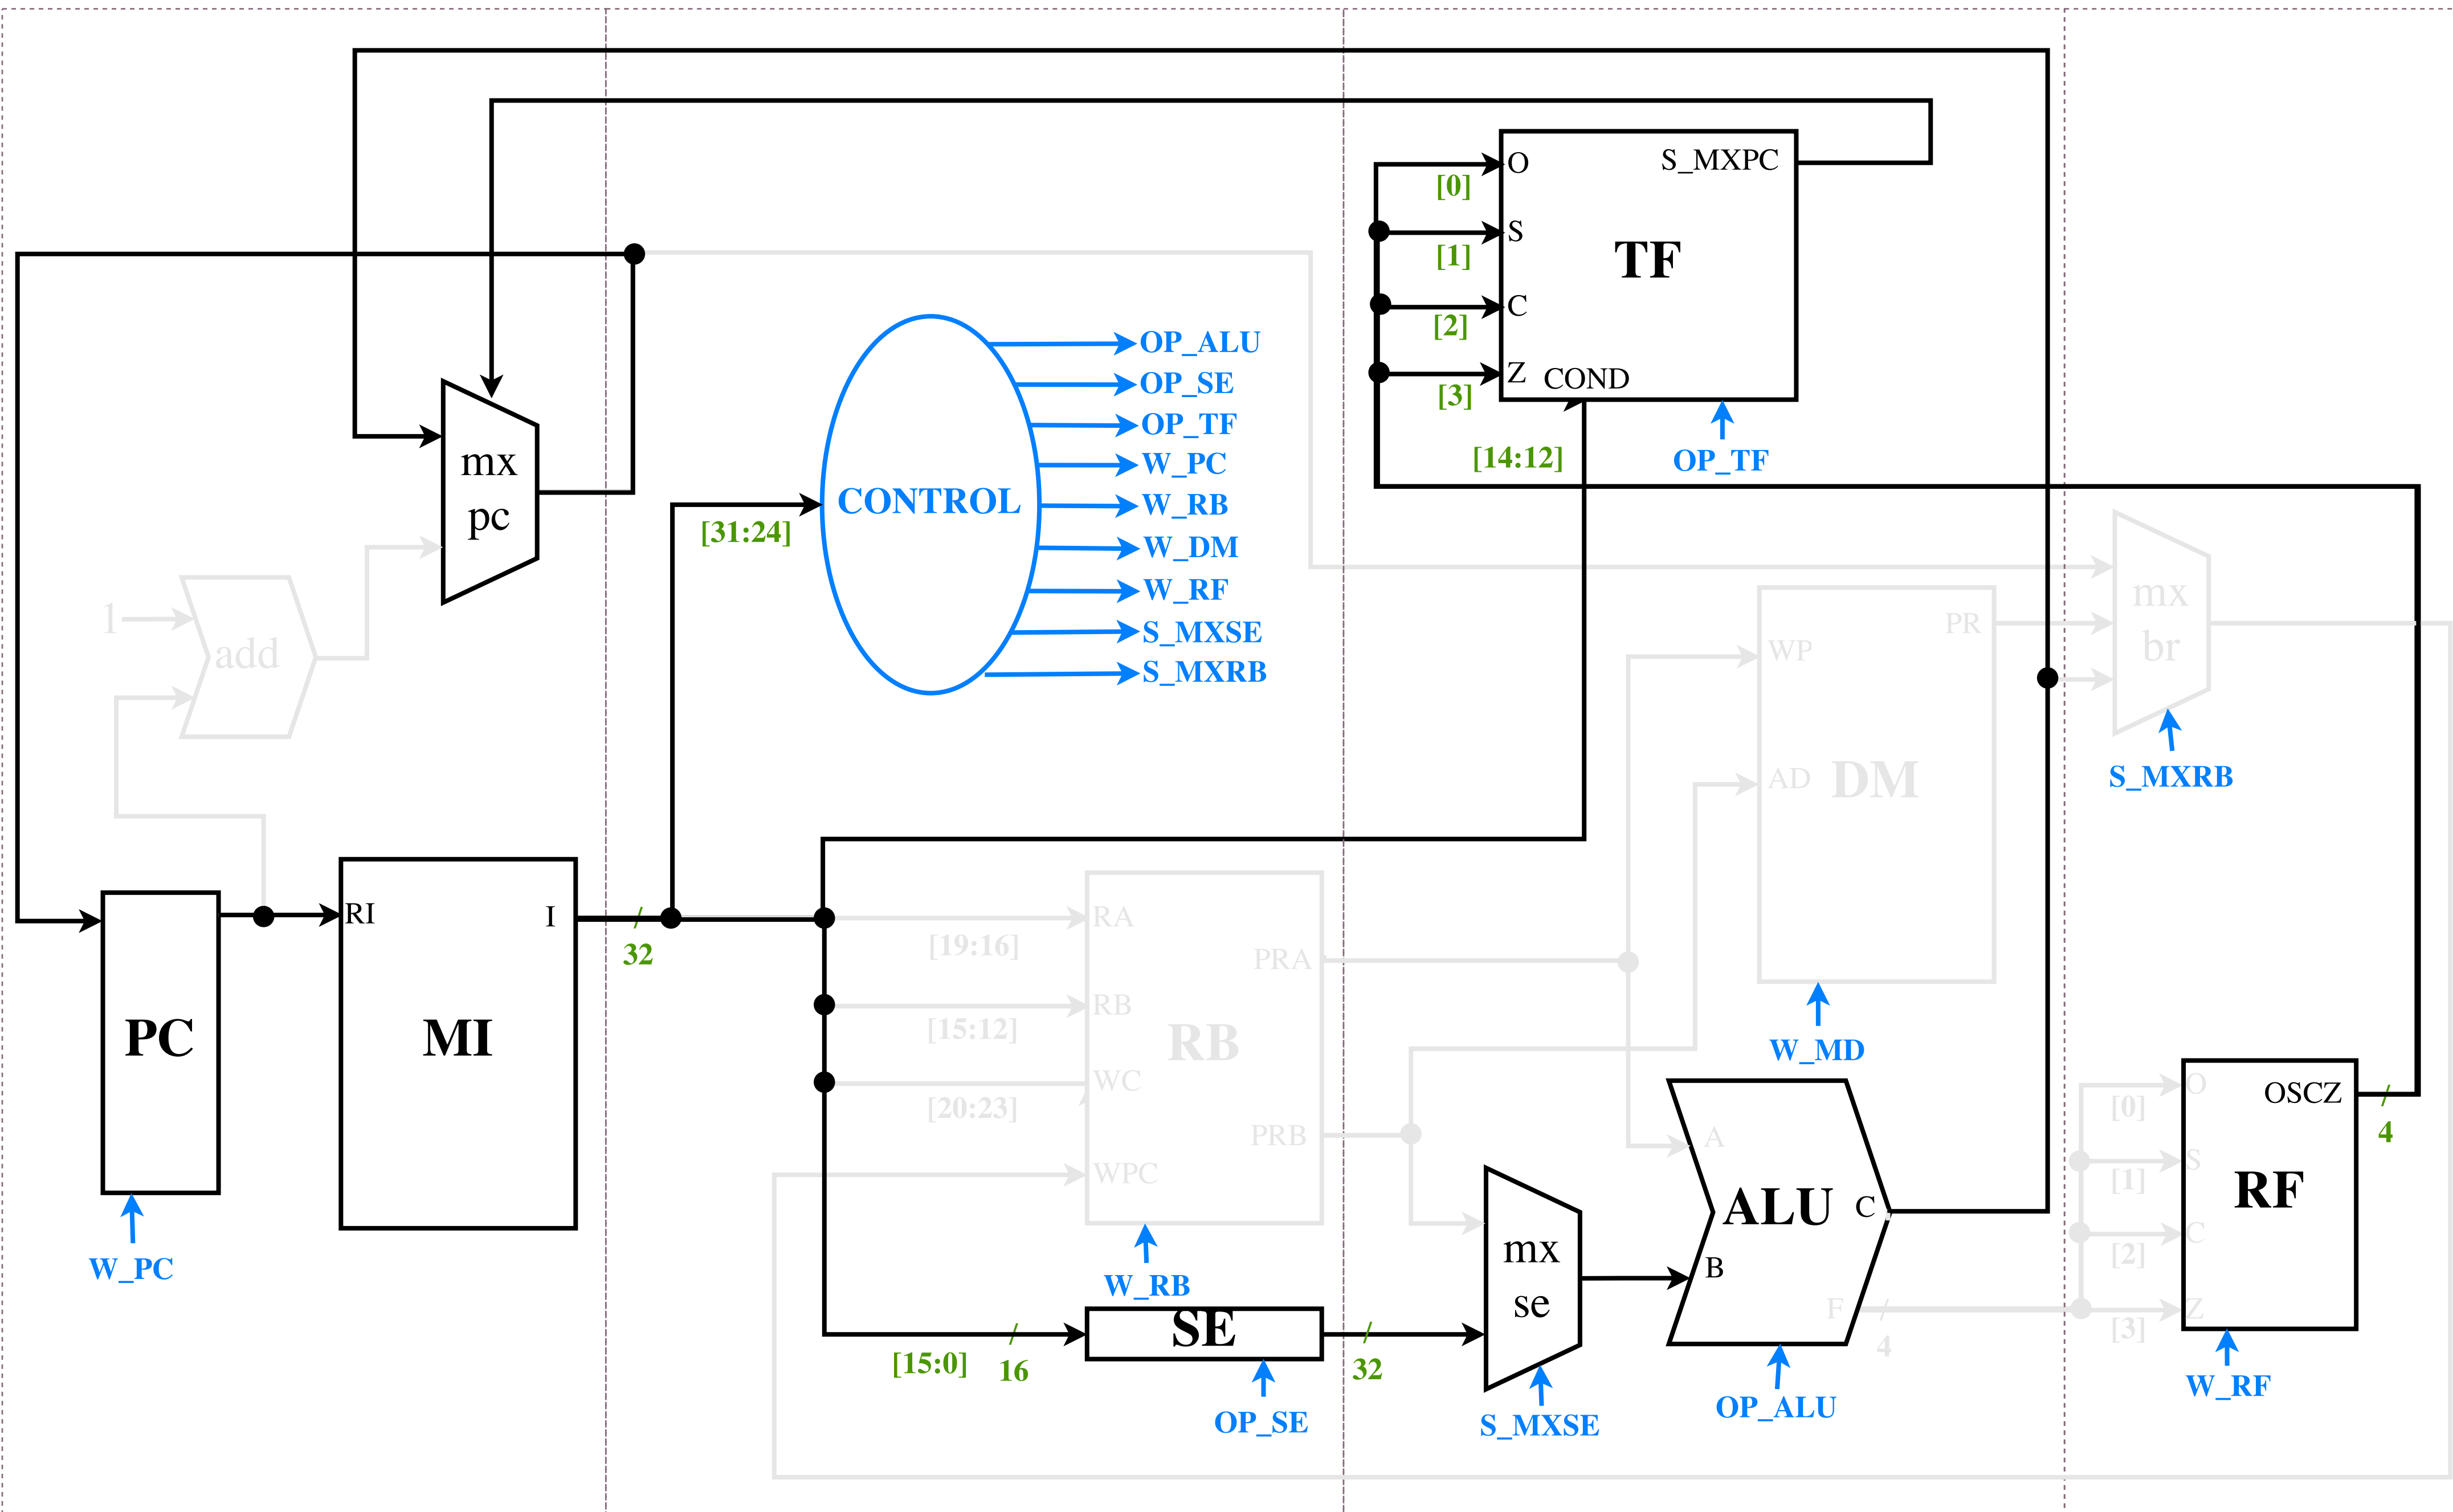 O
S_MXPC
[0]
S
TF
[1]
C
[2]
Z
COND
[3]
[14:12]
OP_TF
mx
pc
CONTROL
[31:24]
OP_ALU
OP_SE
OP_TF
W_PC
W_RB
W_DM
W_RF
S_MXSE
S_MXRB
1
add
WP
PR
AD
DM
W_MD
mx
br
S_MXRB
PC
W_PC
RI
I
MI
32
RA
[19:16]
RB
[15:12]
WC
[20:23]
WPC
PRA
RB
PRB
W_RB
[15:0]
16
SE
OP_SE
32
mx
se
S_MXSE
A
ALU
C
B
F
4
OP_ALU
O
[0]
S
[1]
C
[2]
Z
[3]
OSCZ
RF
4
W_RF